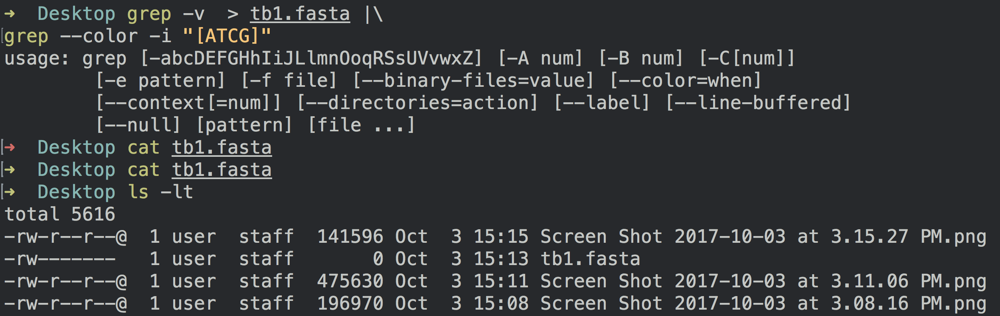 ➜  Desktop grep -v  > tb1.fasta |\
grep --color -i "[ATCG]"
usage: grep [-abcDEFGHhIiJLlmnOoqRSsUVvwxZ] [-A num] [-B num] [-C[num]]
        [-e pattern] [-f file] [--binary-files=value] [--color=when]
        [--context[=num]] [--directories=action] [--label] [--line-buffered]
        [--null] [pattern] [file ...]
➜  Desktop cat tb1.fasta
➜  Desktop cat tb1.fasta
➜  Desktop ls -lt
total 5616
-rw-r--r--@  1 user  staff  141596 Oct  3 15:15 Screen Shot 2017-10-03 at 3.15.27 PM.png
-rw-------   1 user  staff       0 Oct  3 15:13 tb1.fasta
-rw-r--r--@  1 user  staff  475630 Oct  3 15:11 Screen Shot 2017-10-03 at 3.11.06 PM.png
-rw-r--r--@  1 user  staff  196970 Oct  3 15:08 Screen Shot 2017-10-03 at 3.08.16 PM.png